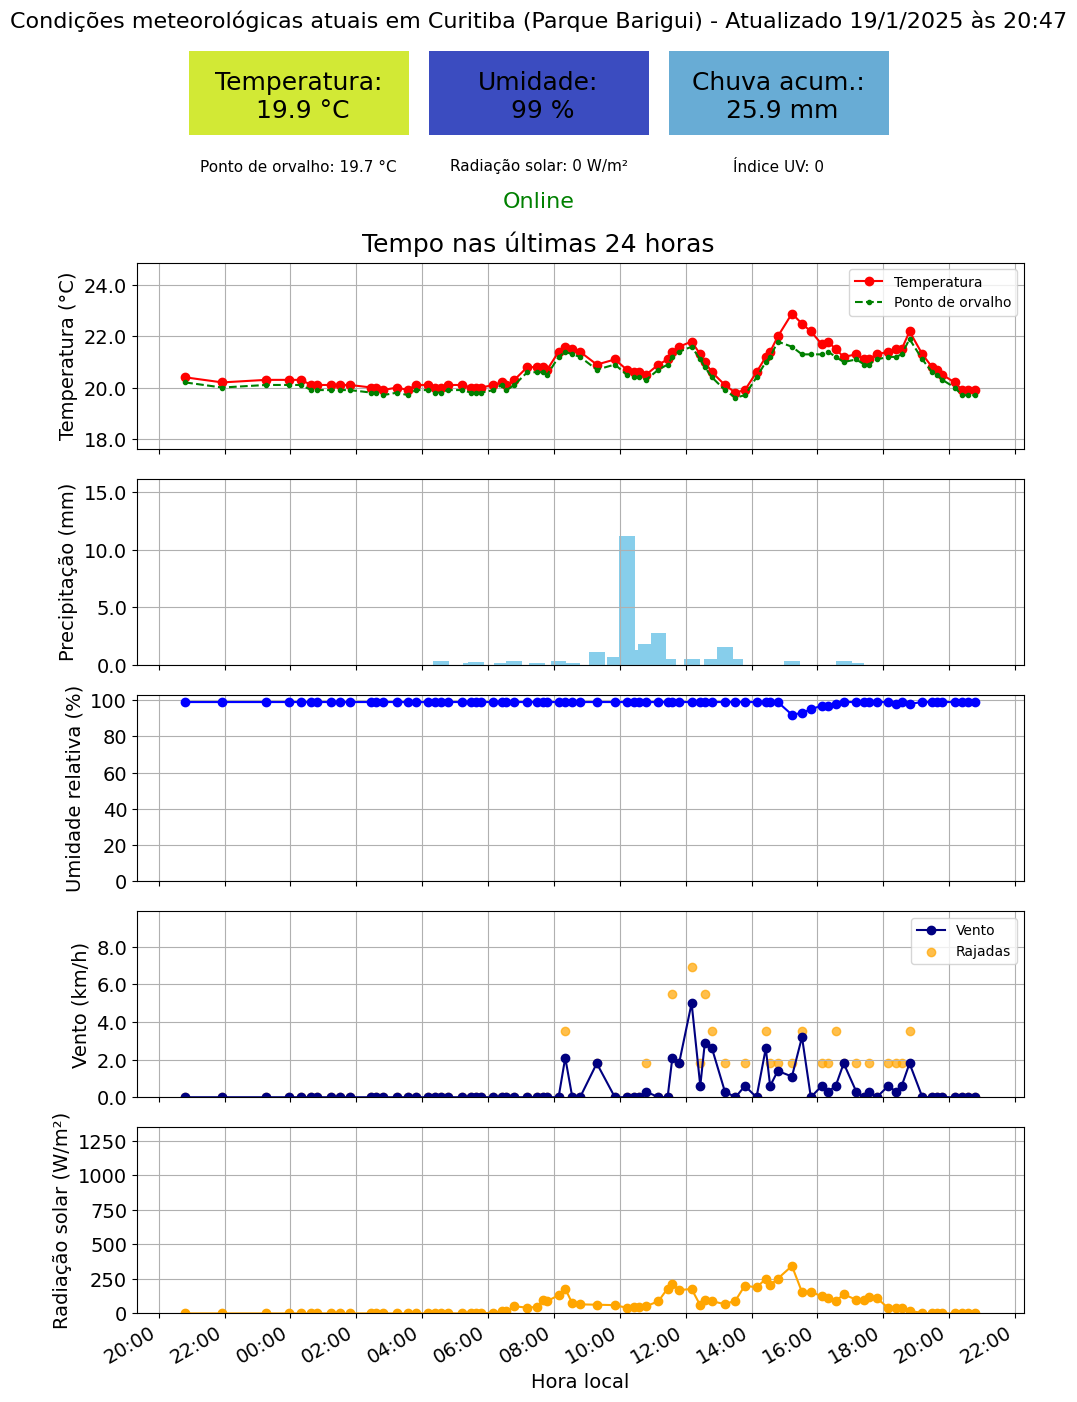 Condições meteorológicas atuais em Curitiba (Parque Barigui) - Atualizado 19/1/2025 às 20:47
Temperatura:
19.9 °C
Umidade:
99 %
Chuva acum.:
25.9 mm
Ponto de orvalho: 19.7 °C
Radiação solar: 0 W/m²
Índice UV: 0
Online
Tempo nas últimas 24 horas
Temperatura (°C)
24.0
22.0
20.0
18.0
Temperatura
Ponto de orvalho
Precipitação (mm)
15.0
10.0
5.0
0.0
Umidade relativa (%)
100
80
60
40
20
0
Vento (km/h)
8.0
6.0
4.0
2.0
0.0
Vento
Rajadas
Radiação solar (W/m²)
1250
1000
750
500
250
0
20:00
22:00
00:00
02:00
04:00
06:00
08:00
10:00
12:00
14:00
16:00
18:00
20:00
22:00
Hora local